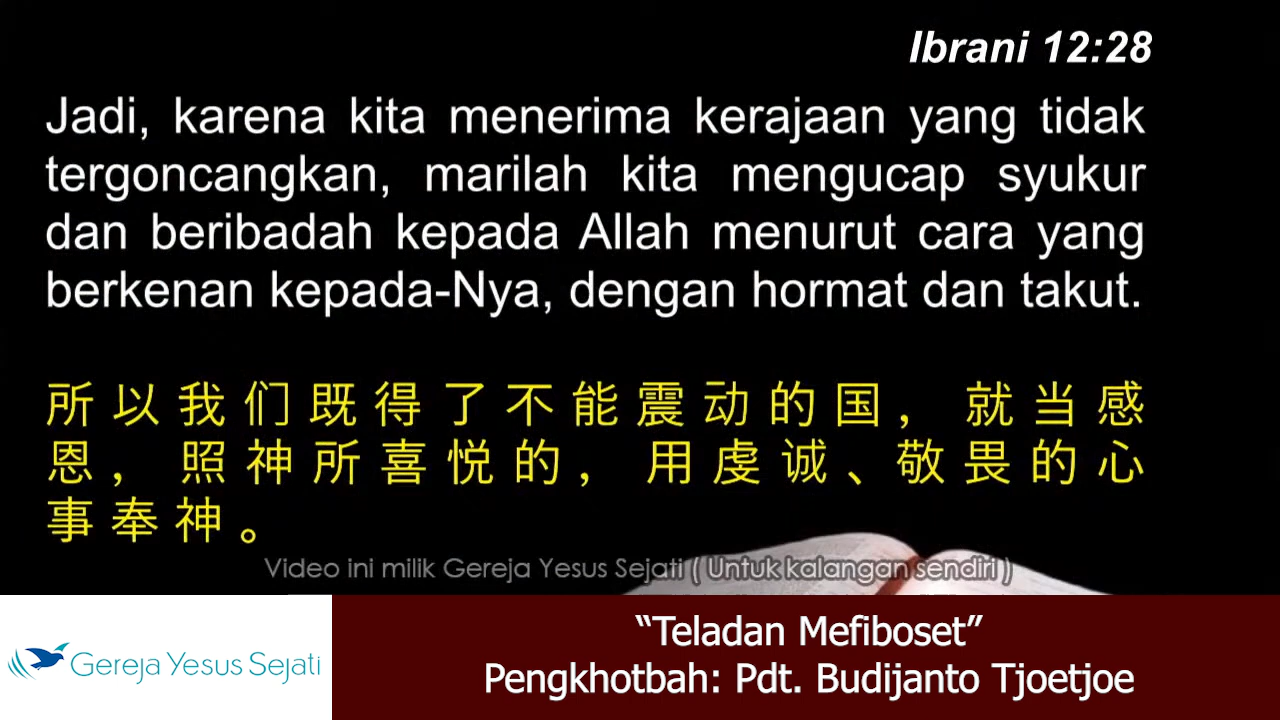 Ibrani 12:28
Jadi, karena kita menerima kerajaan yang tidak
tergoncangkan, marilah kita mengucap syukur
dan beribadah kepada Allah menurut cara yang
berkenan kepada-Nya, dengan hormat dan takut.
所以我们既得了不能震动的国，就当感
恩，照神所喜悦的，用虔诚、敬畏的心
事奉神。
Video ini milik Gereja Yesus Sejati ( Untuk kalangan sendiri )
“Teladan Mefiboset”
Gereja Yesus Sejati
Pengkhotbah: Pdt. Budijanto Tjoetjoe